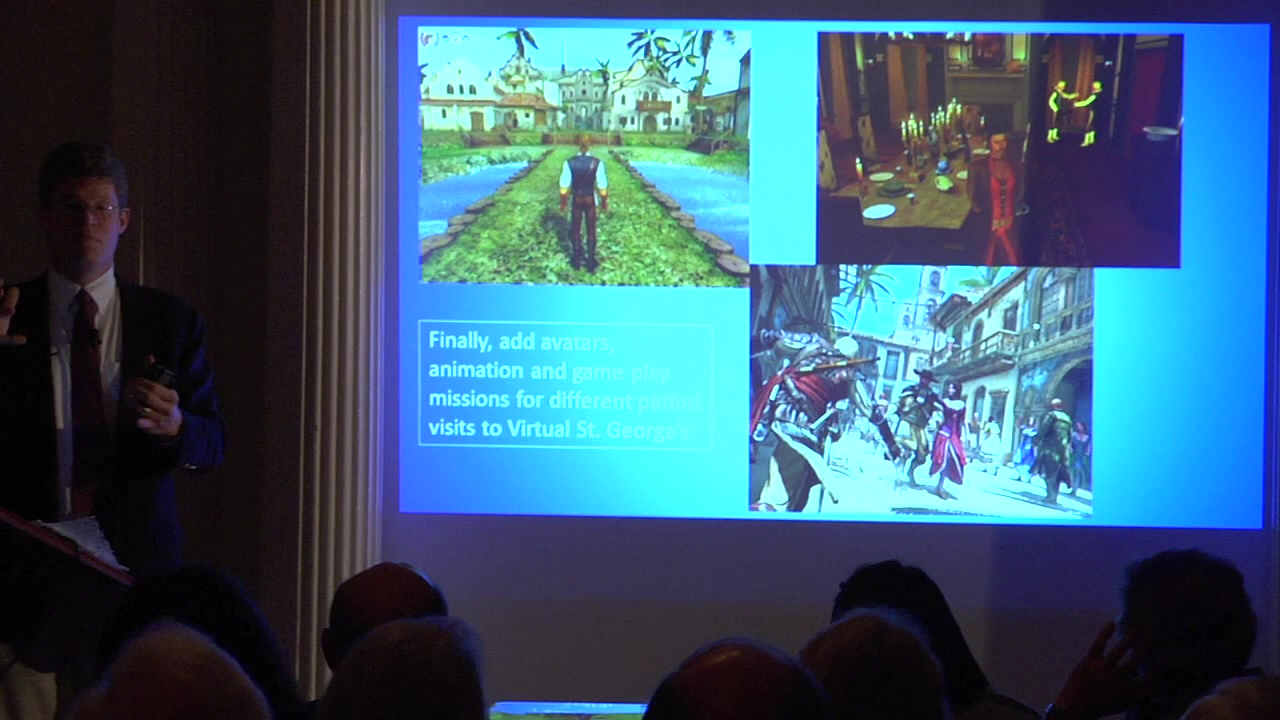 Finally, add avatars,
animation and game play
missions for different period
visits to Virtual St. George's